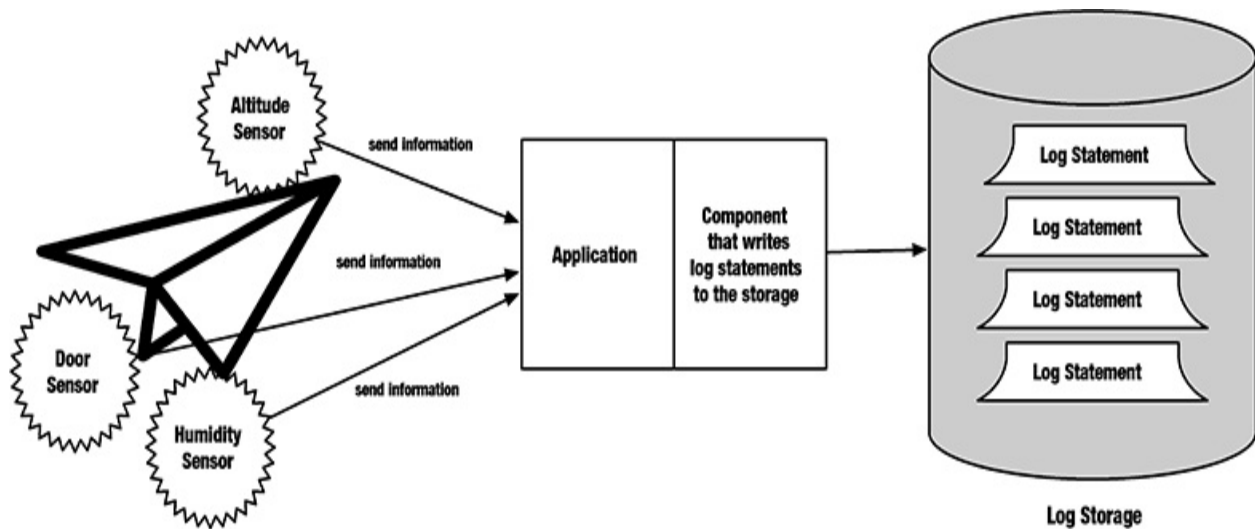 Altitude
Sensor
send information
send information
Door
Sensor
Humidity
Sensor
send information
Application
Component
that writes
log statements
to the storage
Log Statement
Log Statement
Log Statement
Log Statement
Log Storage